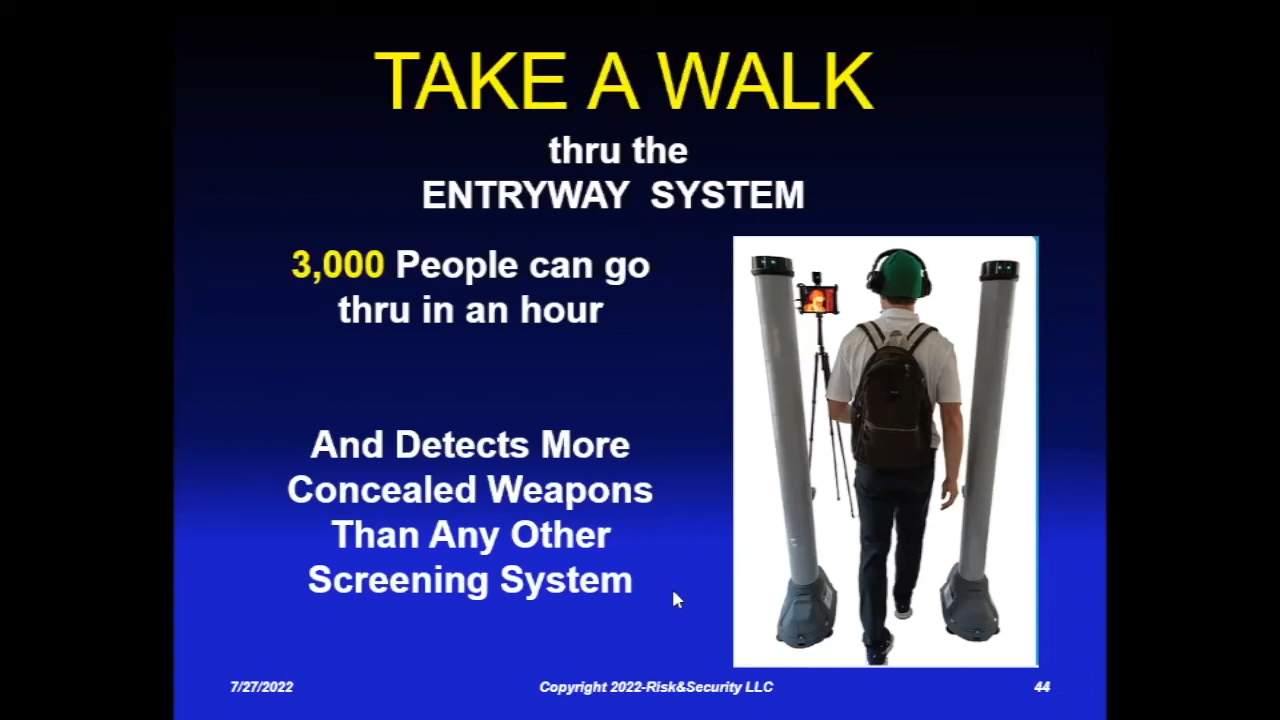 TAKE A WALK
thru the
ENTRYWAY SYSTEM
3,000 People can go
thru in an hour
And Detects More
Concealed Weapons
Than Any Other
Screening System
7/27/2022
Copyright 2022-Risk&Security LLC
44